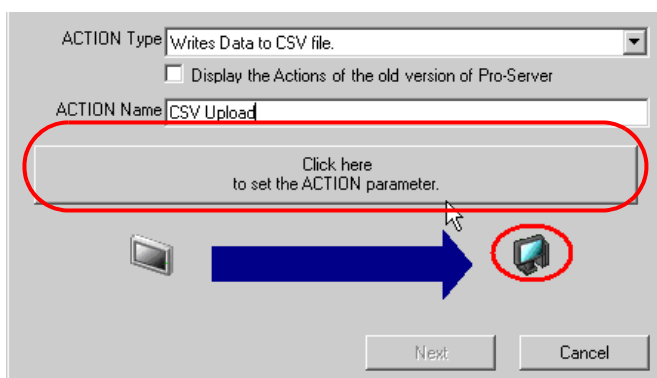 ACTION Type Writes Data to CSV file.
Display the Actions of the old version of Pro-Server
ACTION Name CSV Upload
Click here
to set the ACTION parameter.
Next Cancel